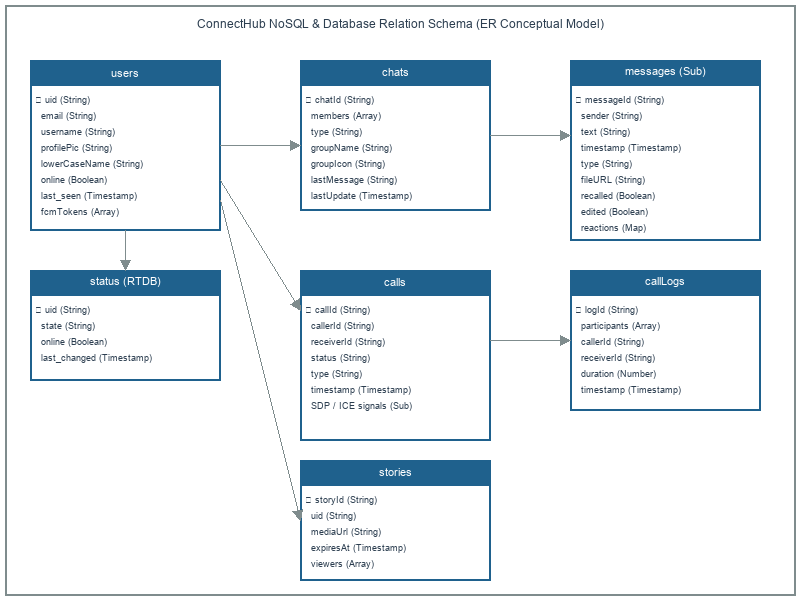 ConnectHub NoSQL & Database Relation Schema (ER Conceptual Model)
users
▯ uid (String)
email (String)
username (String)
profilePic (String)
lowerCaseName (String)
online (Boolean)
last_seen (Timestamp)
fcmTokens (Array)
chats
▯ chatId (String)
members (Array)
type (String)
groupName (String)
groupIcon (String)
lastMessage (String)
lastUpdate (Timestamp)
messages (Sub)
▯ messageId (String)
sender (String)
text (String)
timestamp (Timestamp)
type (String)
fileURL (String)
recalled (Boolean)
edited (Boolean)
reactions (Map)
status (RTDB)
▯ uid (String)
state (String)
online (Boolean)
last_changed (Timestamp)
calls
▯ callId (String)
callerId (String)
receiverId (String)
status (String)
type (String)
timestamp (Timestamp)
SDP / ICE signals (Sub)
callLogs
▯ logId (String)
participants (Array)
callerId (String)
receiverId (String)
duration (Number)
timestamp (Timestamp)
stories
▯ storyId (String)
uid (String)
mediaUrl (String)
expiresAt (Timestamp)
viewers (Array)